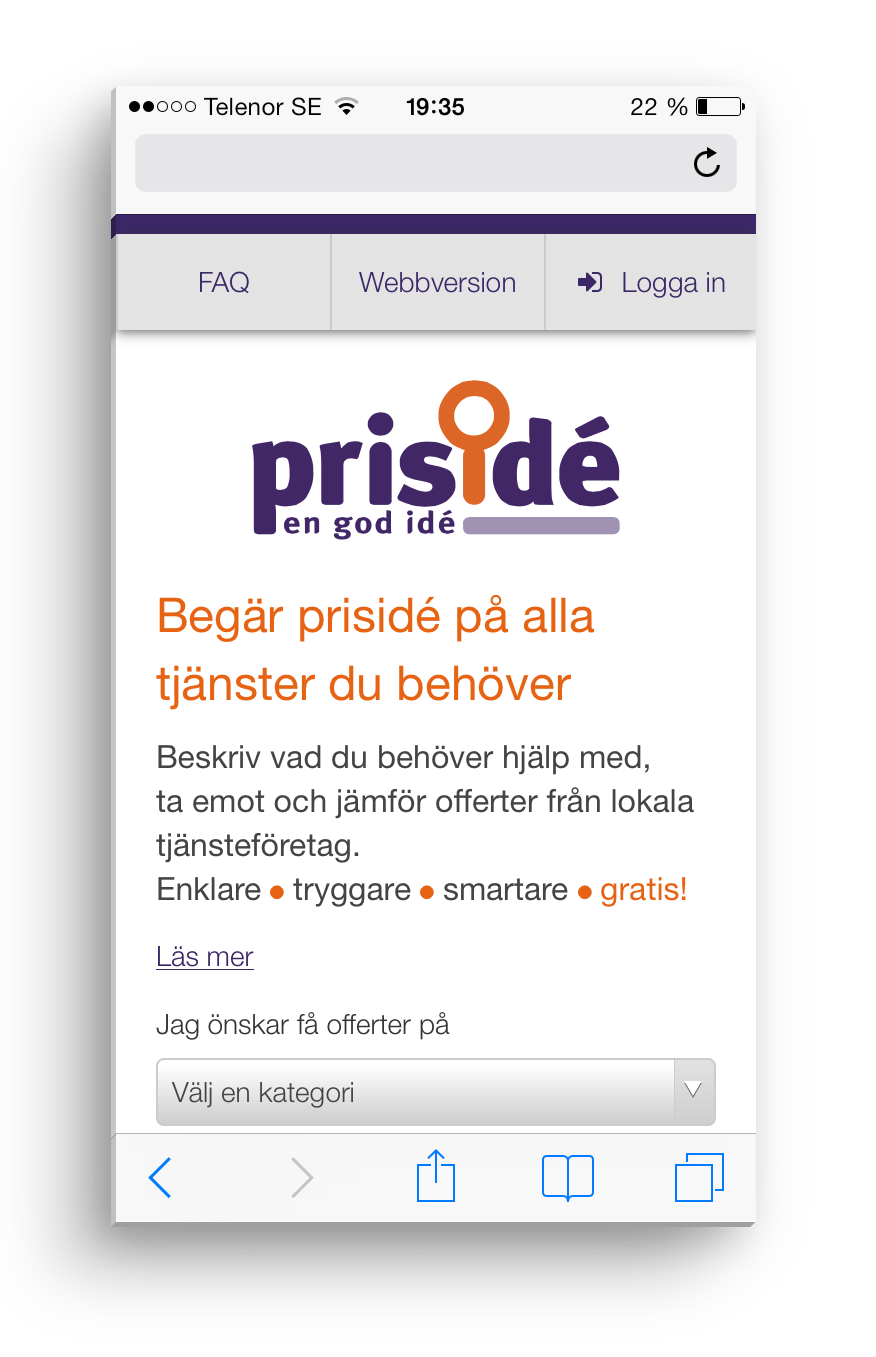 Telenor SE 19:35 22 %
FAQ Webbversion Logga in
prisidé
en god idé
Begär prisidé på alla
tjänster du behöver
Beskriv vad du behöver hjälp med,
ta emot och jämför offerter från lokala
tjänsteföretag.
Enklare • tryggare • smartare • gratis!
Läs mer
Jag önskar få offerter på
Välj en kategori